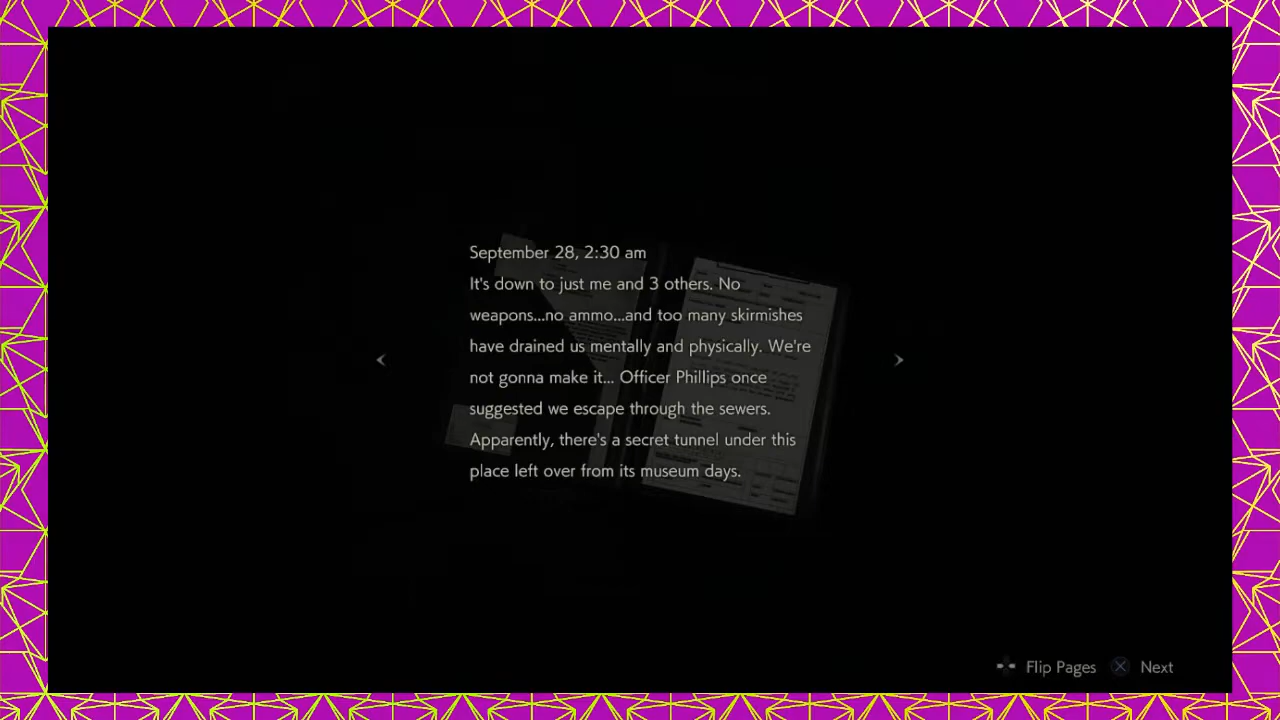 September 28, 2:30 am
It's down to just me and 3 others. No
weapons...no ammo...and too many skirmishes
have drained us mentally and physically. We're
not gonna make it... Officer Phillips once
suggested we escape through the sewers.
Apparently, there's a secret tunnel under this
place left over from its museum days.
Flip Pages Next